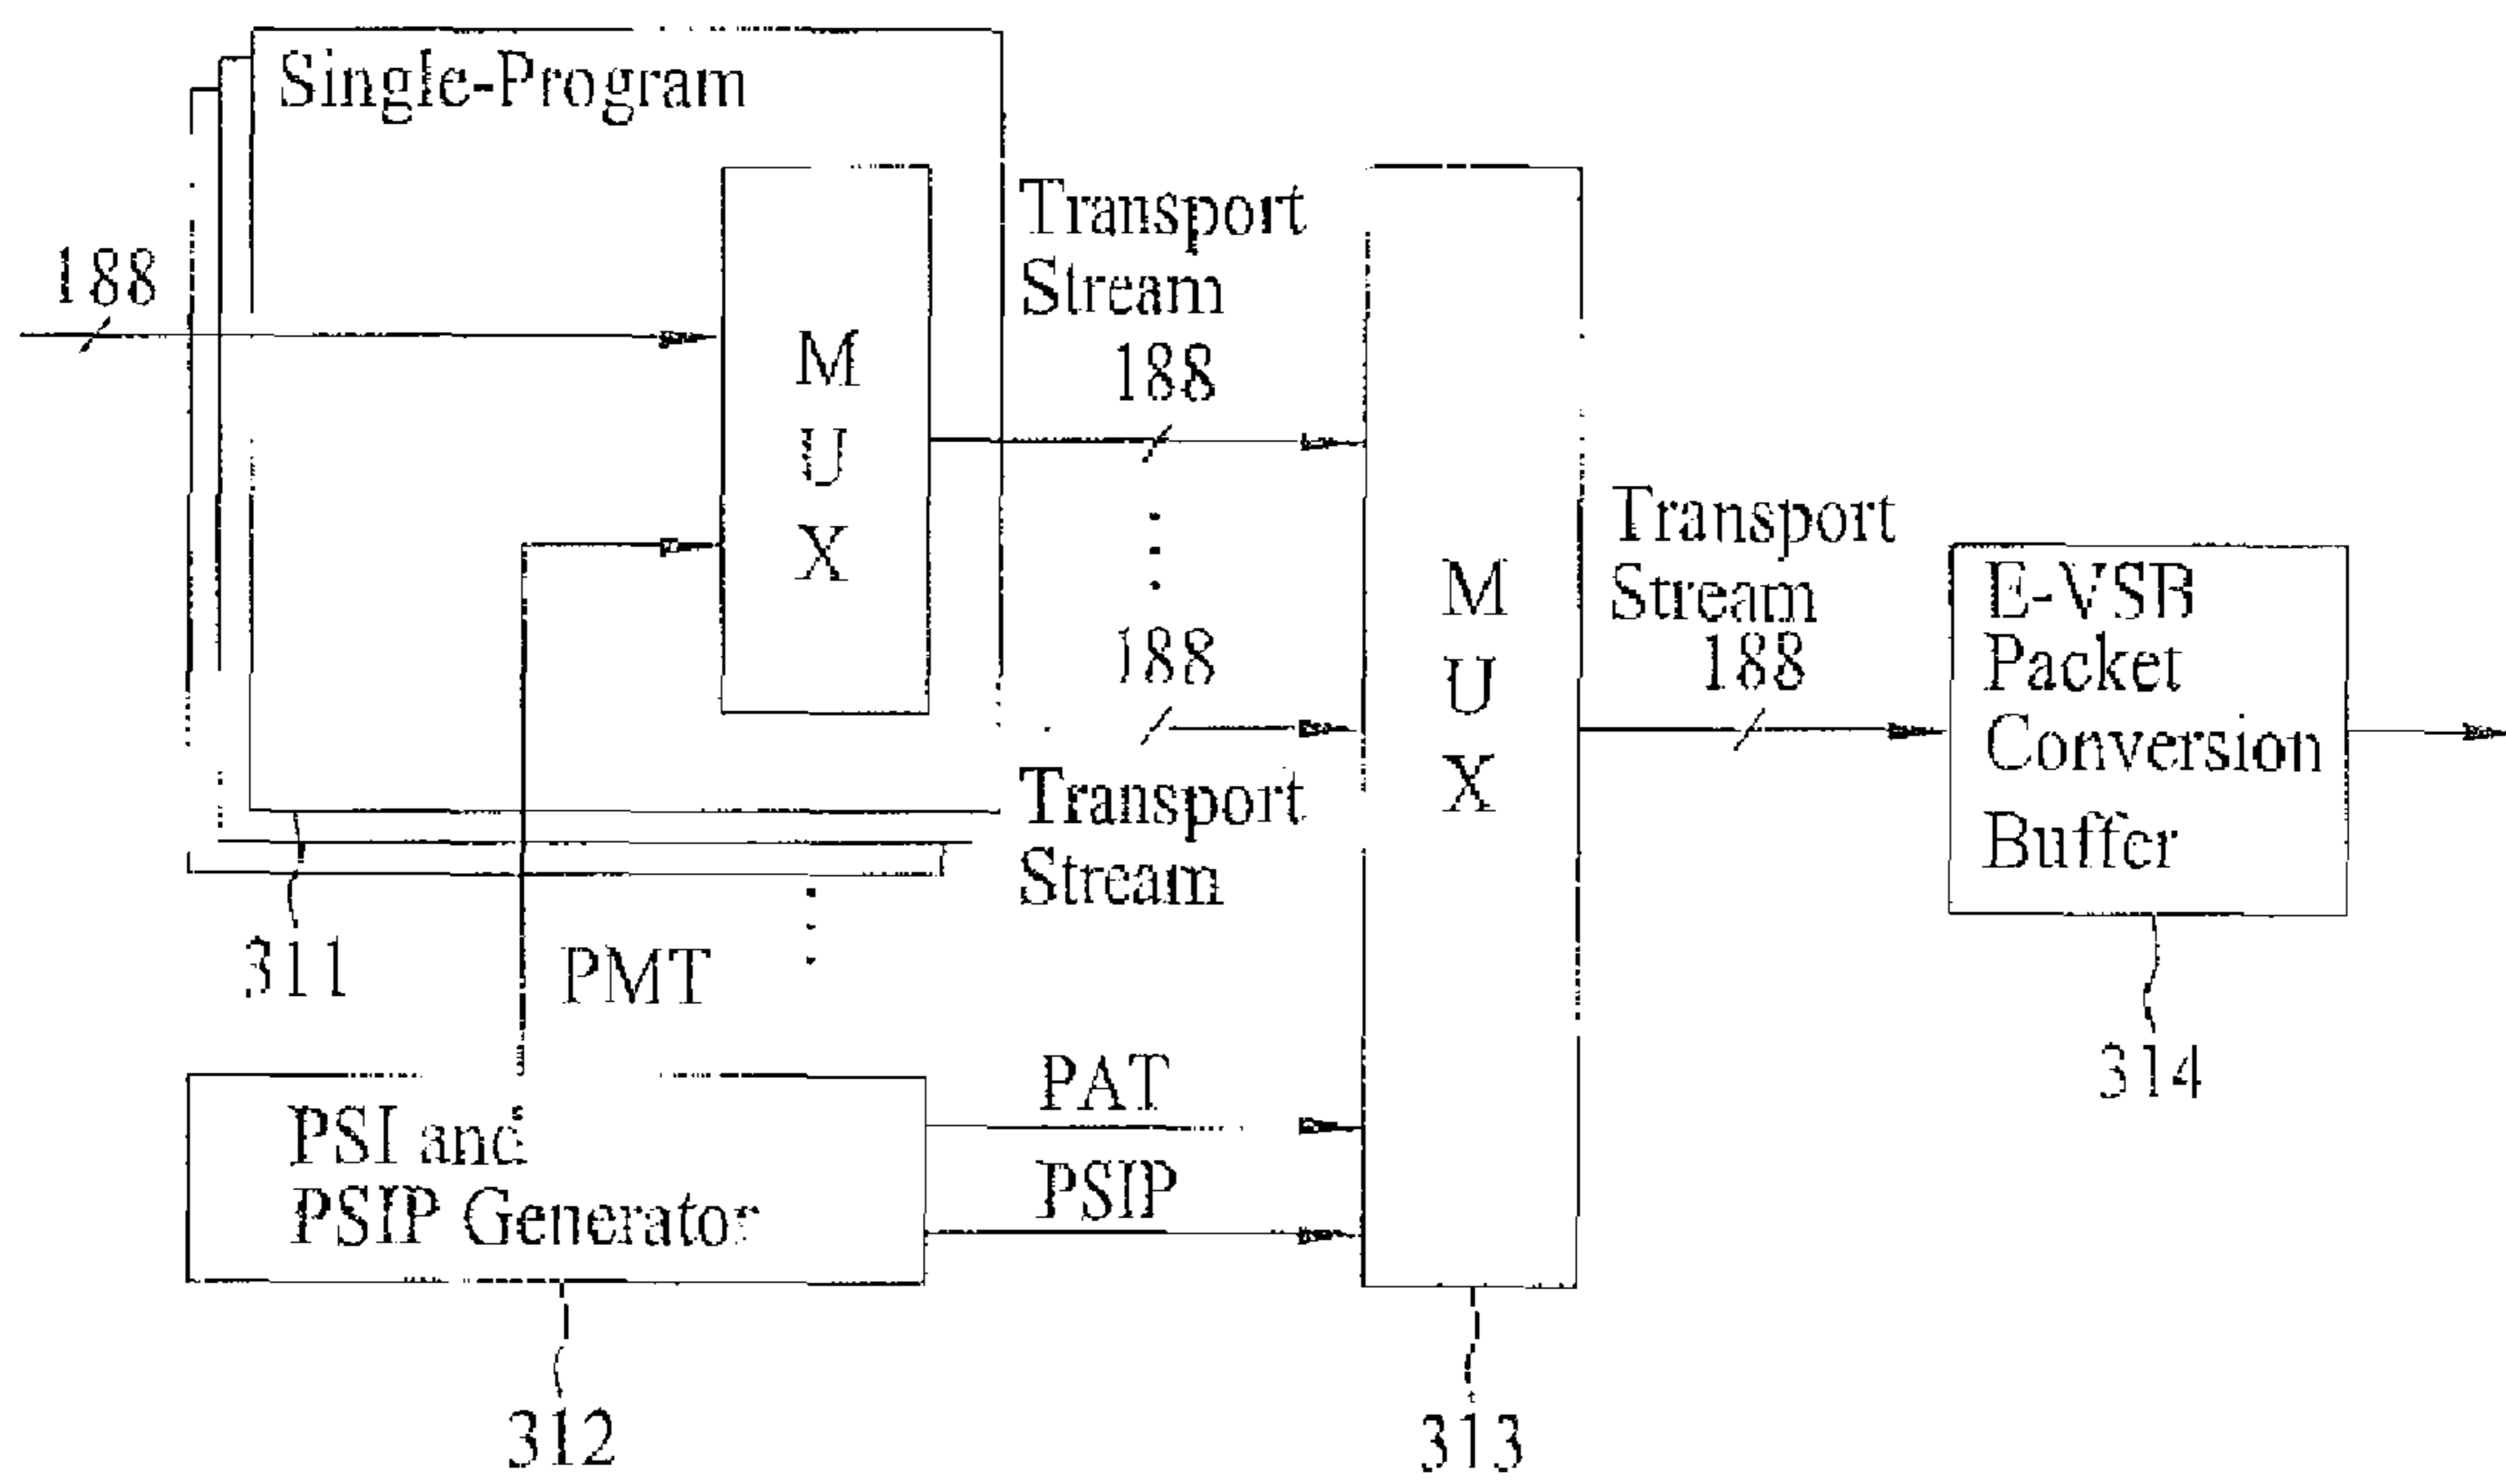 Single-Program
188
M
U
X
Transport
Stream
188
188
Transport
Stream
M
U
X
Transport
Stream
188
E-VSB
Packet
Conversion
Buffer
311
PMT
314
PSI and
PSIP Generator
PAT
PSIP
312
313